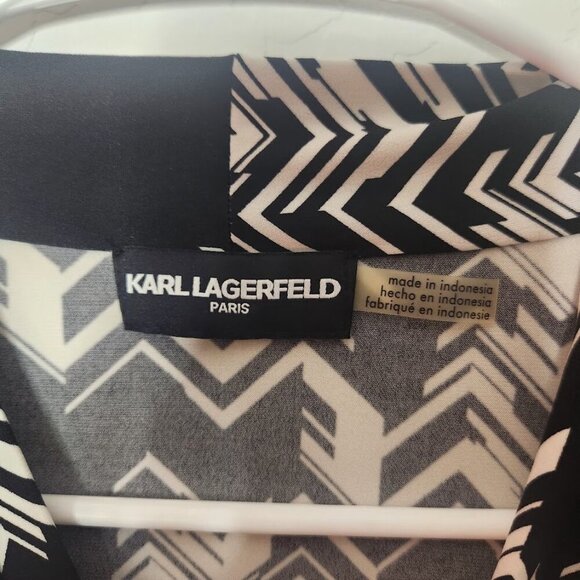 KARL LAGERFELD
PARIS
made in indonesia
hecho en indonesia
fabriqué en indonesie